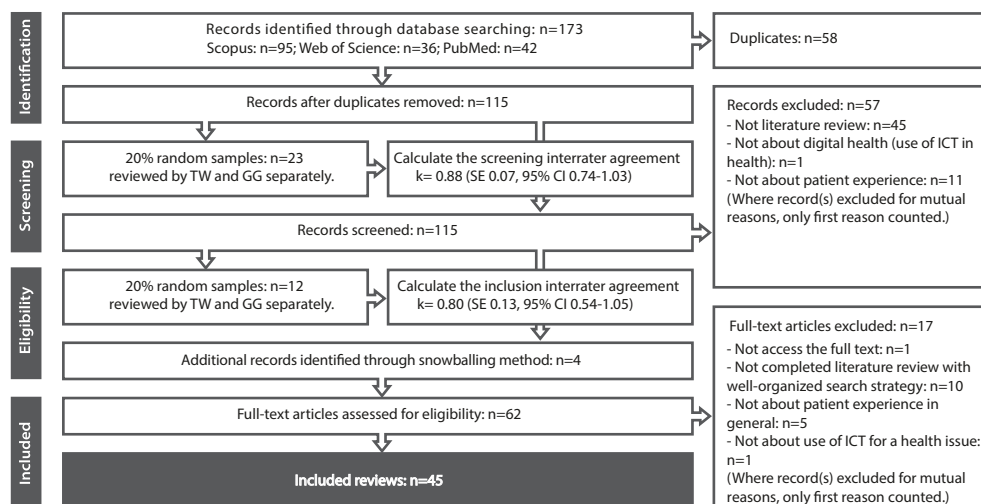 Identification
Records identified through database searching: n=173
Scopus: n=95; Web of Science: n=36; PubMed: n=42
Duplicates: n=58
Records after duplicates removed: n=115
Records excluded: n=57
- Not literature review: n=45
- Not about digital health (use of ICT in
health): n=1
- Not about patient experience: n=11
(Where record(s) excluded for mutual
reasons, only first reason counted.)
Screening
20% random samples: n=23
reviewed by TW and GG separately.
Calculate the screening interrater agreement
k= 0.88 (SE 0.07, 95% CI 0.74-1.03)
Records screened: n=115
Eligibility
20% random samples: n=12
reviewed by TW and GG separately.
Calculate the inclusion interrater agreement
k= 0.80 (SE 0.13, 95% CI 0.54-1.05)
Additional records identified through snowballing method: n=4
Full-text articles excluded: n=17
- Not access the full text: n=1
- Not completed literature review with
well-organized search strategy: n=10
- Not about patient experience in
general: n=5
- Not about use of ICT for a health issue:
n=1
(Where record(s) excluded for mutual
reasons, only first reason counted.)
Included
Full-text articles assessed for eligibility: n=62
Included reviews: n=45